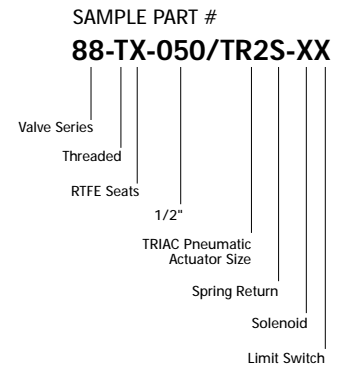 SAMPLE PART #
88-TX-050/TR2S-XX
Valve Series
Threaded
RTFE Seats
1/2"
TRIAC Pneumatic
Actuator Size
Spring Return
Solenoid
Limit Switch